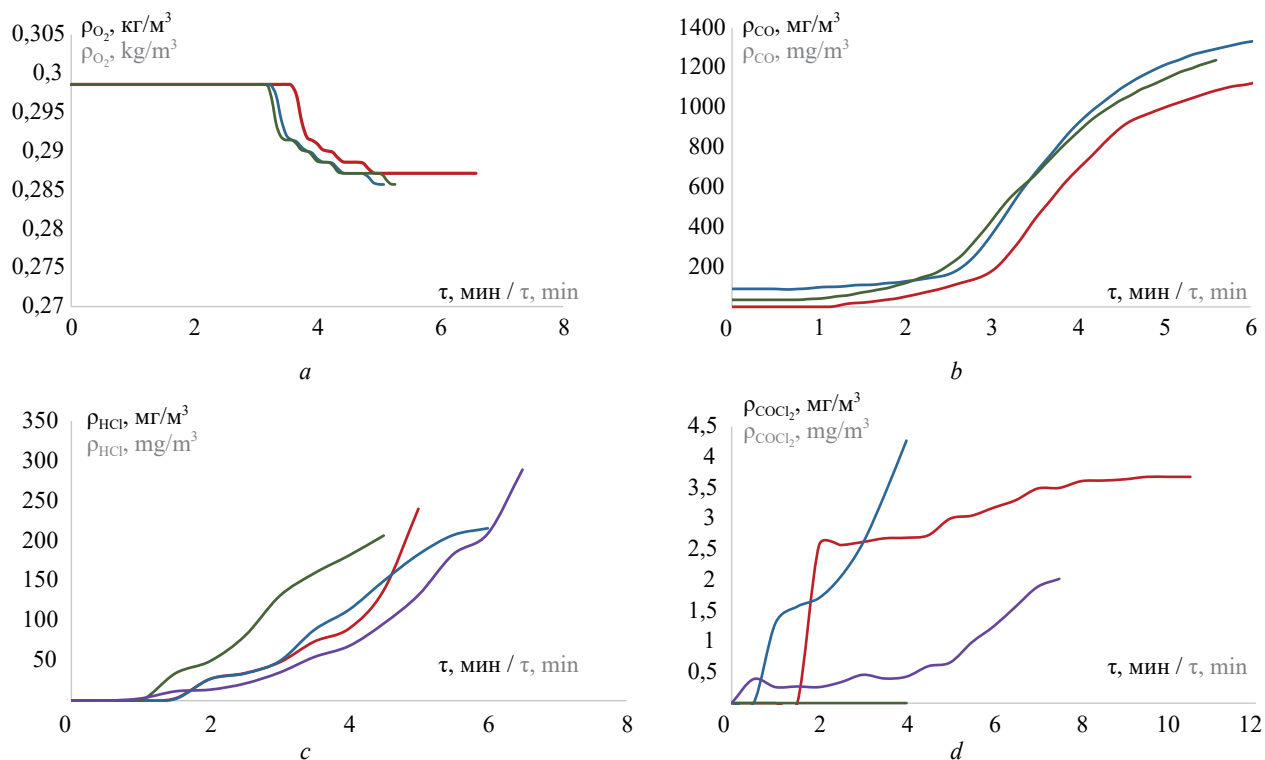 ρO₂, кг/м³
ρO₂, kg/m³
0,305
0,3
0,295
0,29
0,285
0,28
0,275
0,27
τ, мин / τ, min
0 2 4 6 8
a
ρCO, мг/м³
ρCO, mg/m³
1400
1200
1000
800
600
400
200
τ, мин / τ, min
0 1 2 3 4 5 6
b
ρHCl, мг/м³
ρHCl, mg/m³
350
300
250
200
150
100
50
τ, мин / τ, min
0 2 4 6 8
c
ρCOCl₂, мг/м³
ρCOCl₂, mg/m³
4,5
4
3,5
3
2,5
2
1,5
1
0,5
τ, мин / τ, min
0 2 4 6 8 10 12
d